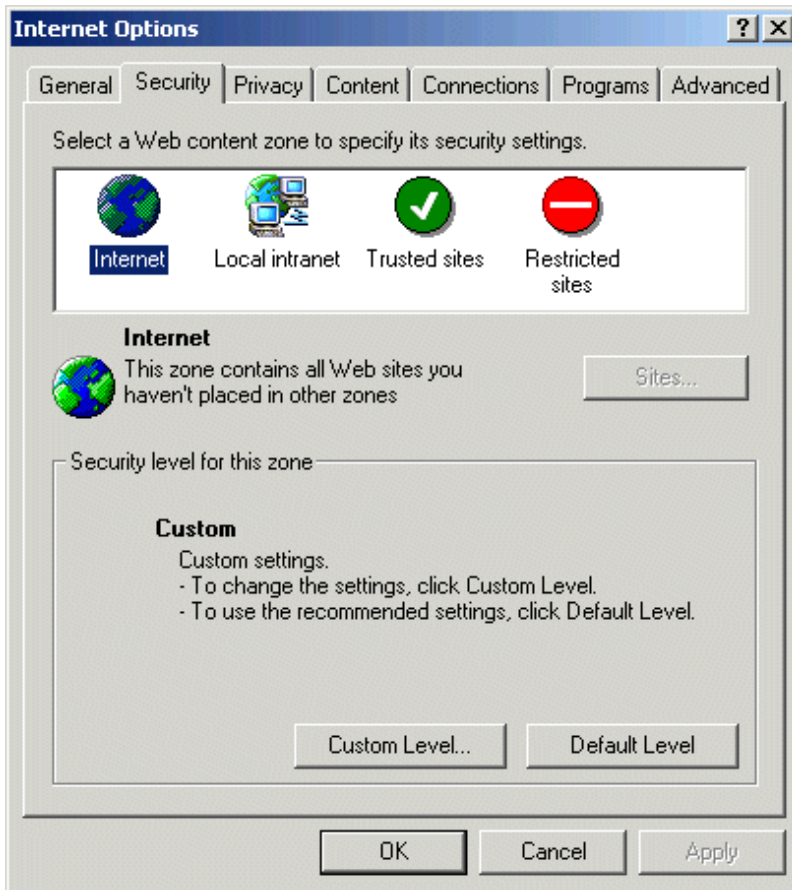 Internet Options
General Security Privacy Content Connections Programs Advanced
Select a Web content zone to specify its security settings.
Internet Local intranet Trusted sites Restricted
sites
Internet
This zone contains all Web sites you
haven't placed in other zones
Sites...
Security level for this zone
Custom
Custom settings.
- To change the settings, click Custom Level.
- To use the recommended settings, click Default Level.
Custom Level... Default Level
OK Cancel Apply